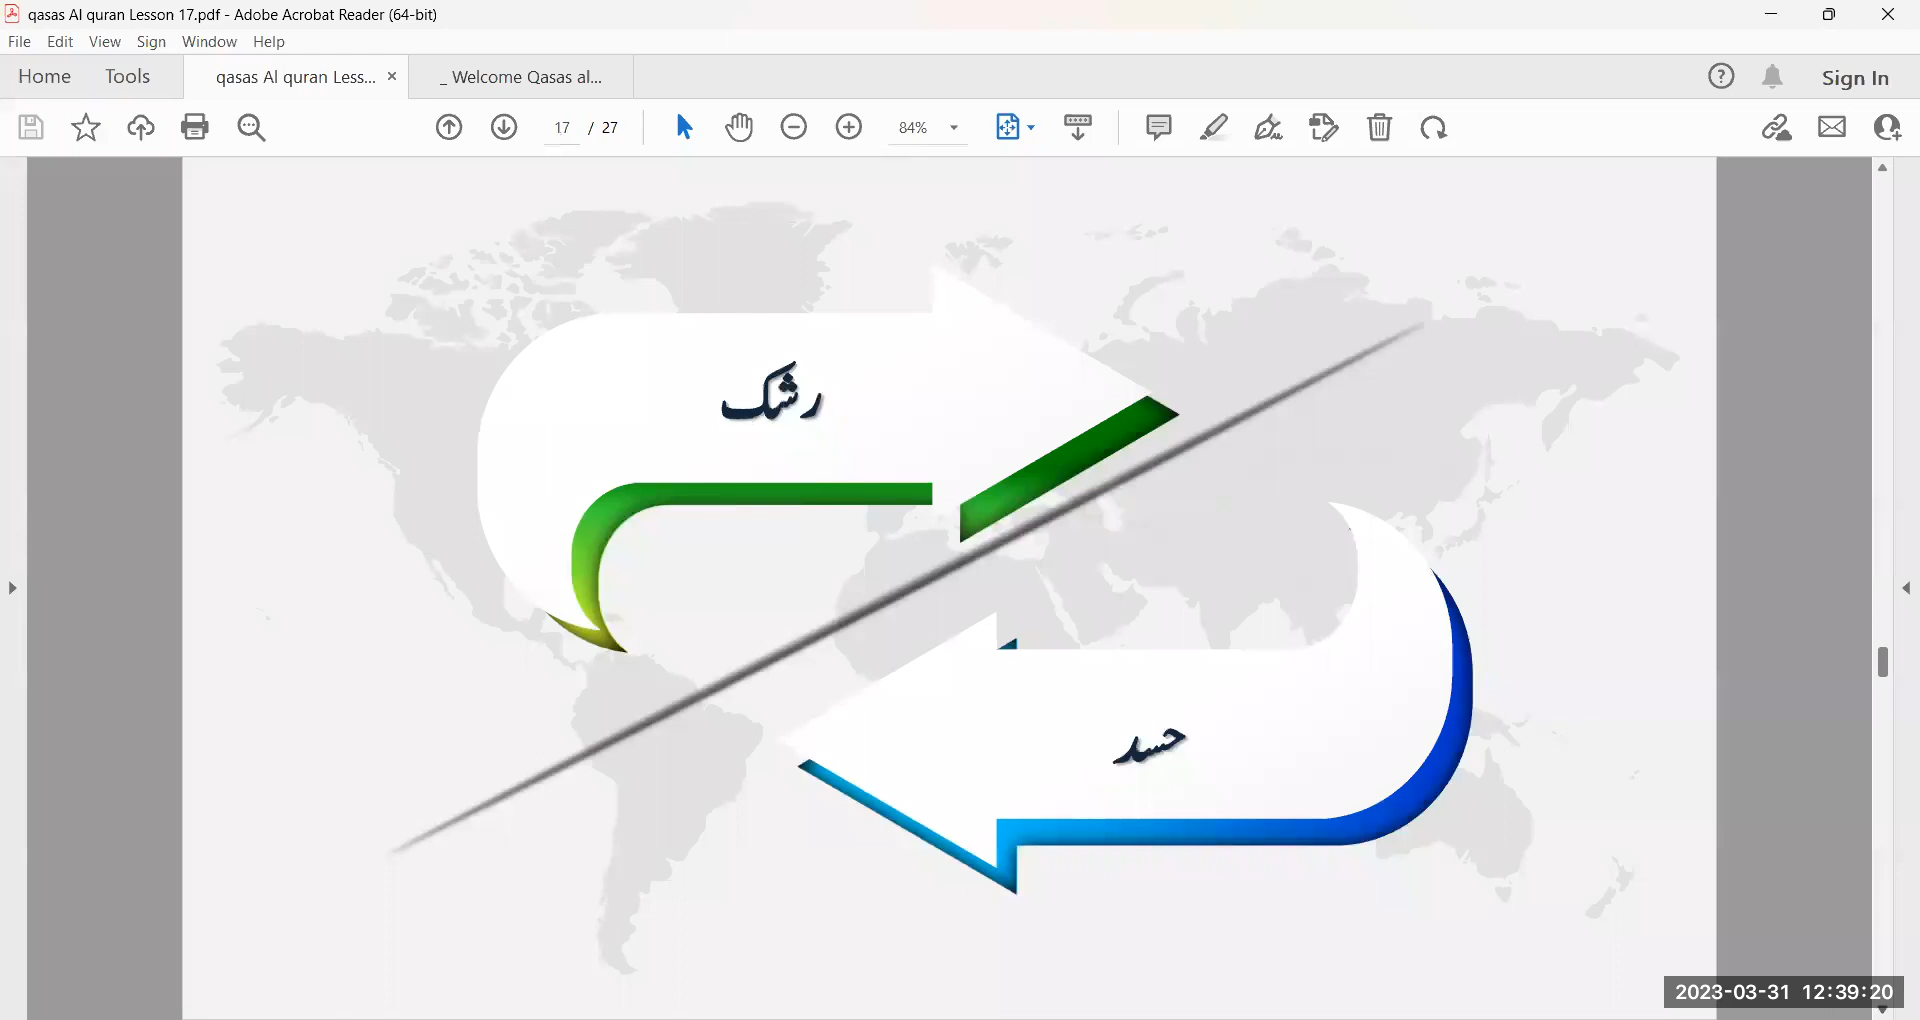 qasas Al quran Lesson 17.pdf - Adobe Acrobat Reader (64-bit)
File Edit View Sign Window Help
Home Tools qasas Al quran Less... × _ Welcome Qasas al... Sign In
17 / 27 84%
رشک
حسد
2023-03-31 12:39:20